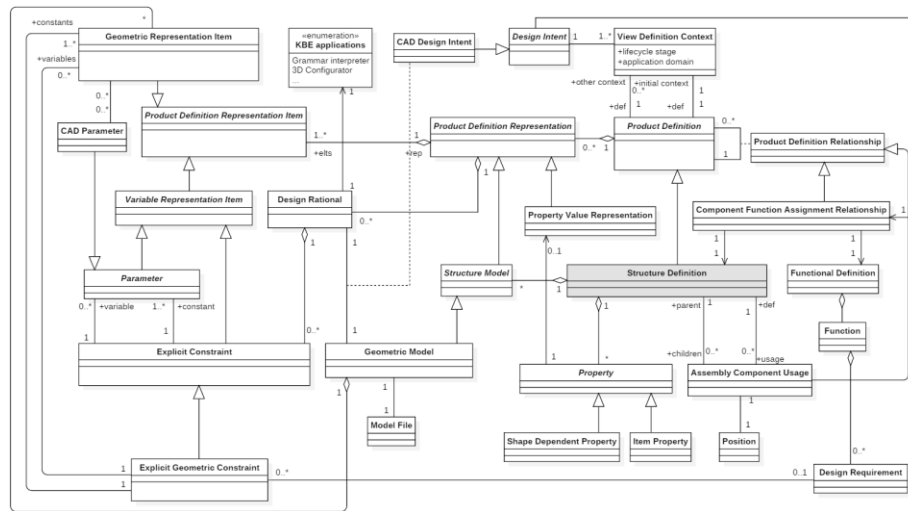 +constants
*
Geometric Representation Item
1..*
+variables
0..*
«enumeration»
KBE applications
Grammar interpreter
3D Configurator
...
CAD Design Intent
Design Intent
1
1..*
View Definition Context
+lifecycle stage
+application domain
+other context
+initial context
0..*
1
+def
+def
1
1
0..*
0..*
CAD Parameter
Product Definition Representation Item
1..*
+elts
1
1
+rep
Product Definition Representation
1
0..*
1
Product Definition
0..*
1
Product Definition Relationship
Variable Representation Item
Design Rational
1
0..*
1
1
Property Value Representation
0..1
Component Function Assignment Relationship
1
1
1
Parameter
0..*
+variable
1..*
+constant
1
1
Structure Model
*
1
Structure Definition
1
*
1
+parent
1
+def
Functional Definition
Function
Explicit Constraint
0..*
1
Geometric Model
1
1
1
Model File
1
Property
+children
0..*
0..*
+usage
Assembly Component Usage
1
1
Shape Dependent Property
Item Property
Position
Explicit Geometric Constraint
1
1
0..*
0..1
0..*
Design Requirement